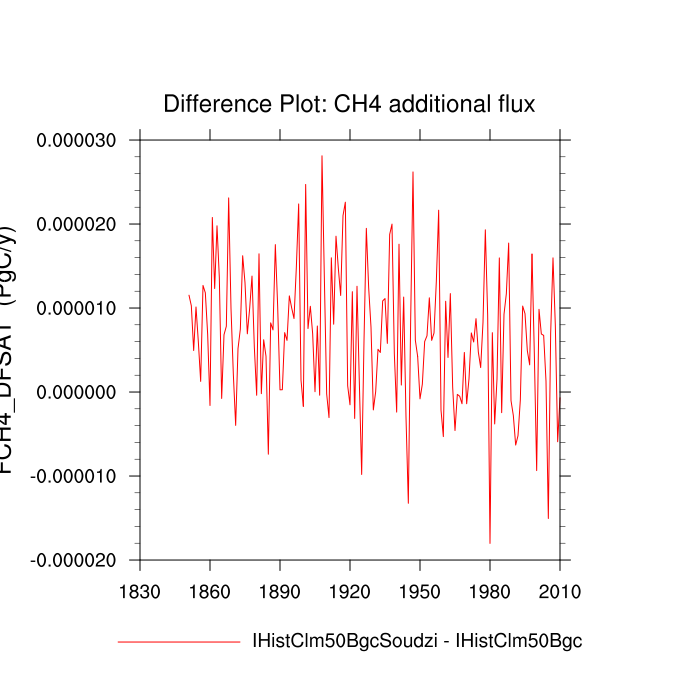 Difference Plot: CH4 additional flux
FCH4_DFSAT (PgC/y)
0.000030
0.000020
0.000010
0.000000
-0.000010
-0.000020
1830 1860 1890 1920 1950 1980 2010
IHistClm50BgcSoudzi - IHistClm50Bgc